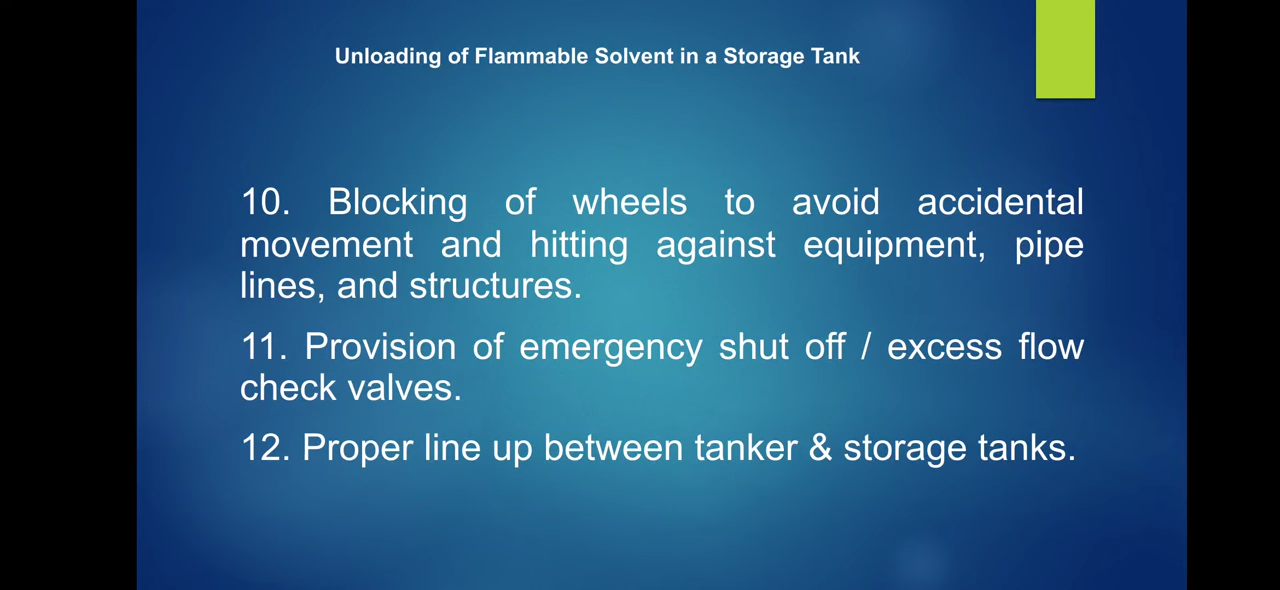 Unloading of Flammable Solvent in a Storage Tank
10. Blocking of wheels to avoid accidental
movement and hitting against equipment, pipe
lines, and structures.
11. Provision of emergency shut off / excess flow
check valves.
12. Proper line up between tanker & storage tanks.